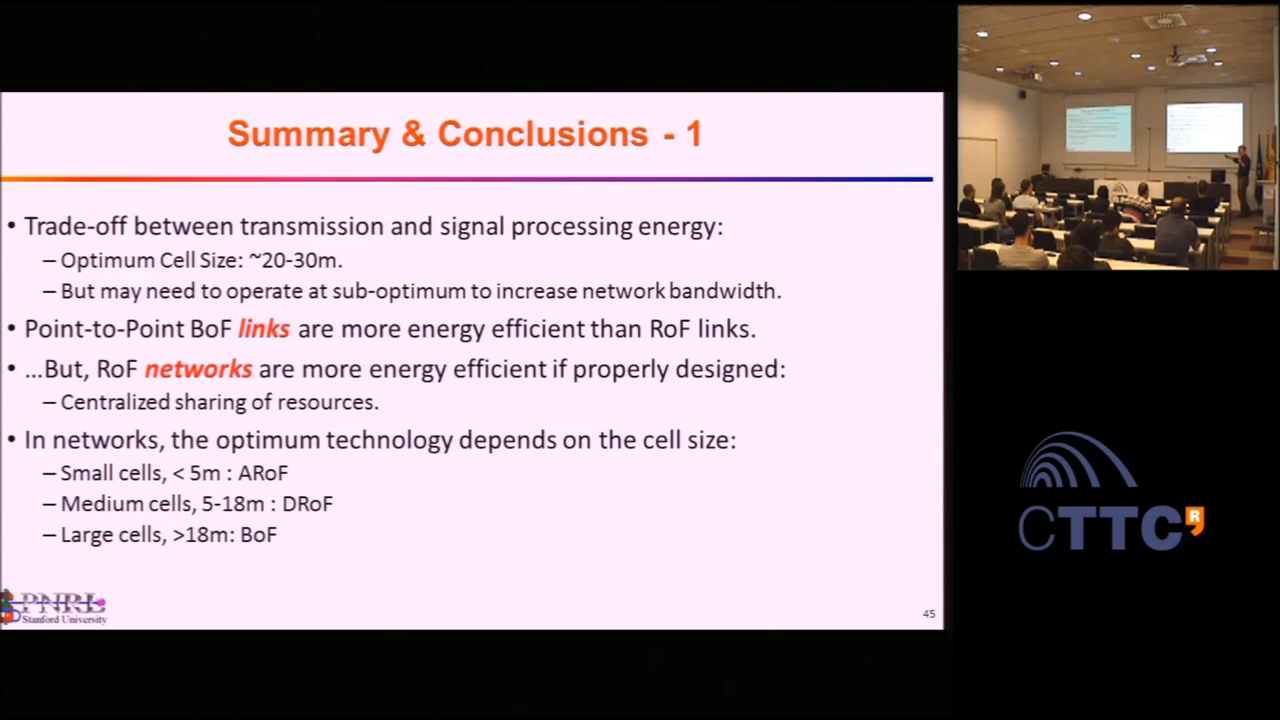 Summary & Conclusions - 1
• Trade-off between transmission and signal processing energy:
– Optimum Cell Size: ~20-30m.
– But may need to operate at sub-optimum to increase network bandwidth.
• Point-to-Point BoF links are more energy efficient than RoF links.
• ...But, RoF networks are more energy efficient if properly designed:
– Centralized sharing of resources.
• In networks, the optimum technology depends on the cell size:
– Small cells, < 5m : ARoF
– Medium cells, 5-18m : DRoF
– Large cells, >18m: BoF
PNRL
Stanford University
45
CTTC
R